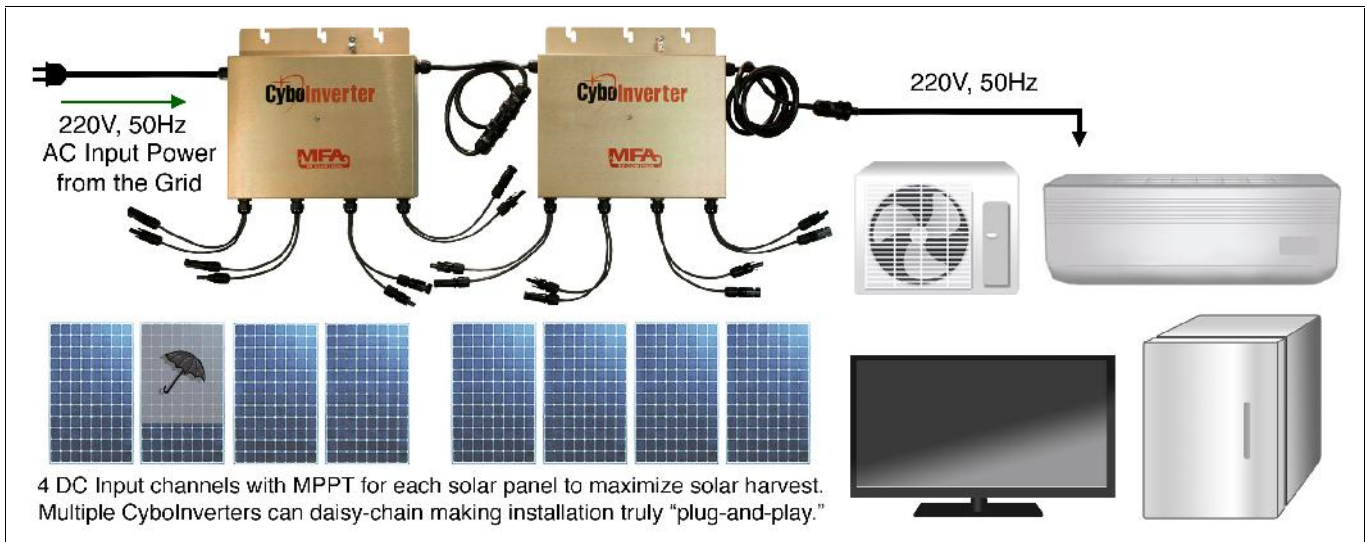 CyboInverter
MFA
CyboInverter
MFA
220V, 50Hz
AC Input Power
from the Grid
220V, 50Hz
4 DC Input channels with MPPT for each solar panel to maximize solar harvest.
Multiple CyboInverters can daisy-chain making installation truly “plug-and-play.”